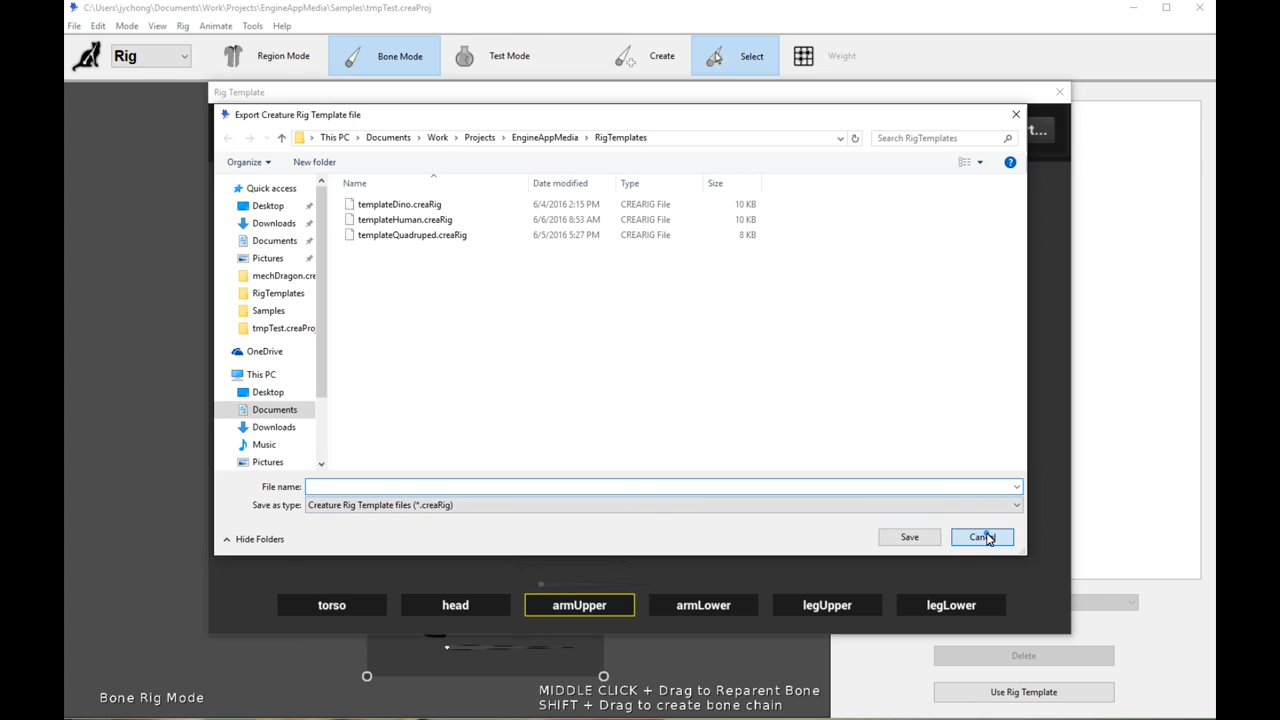 C:\Users\jychong\Documents\Work\Projects\EngineAppMedia\Samples\tmpTest.creaProj
File Edit Mode View Rig Animate Tools Help
Rig Region Mode Bone Mode Test Mode Create Select Weight
Rig Template
Export Creature Rig Template file
This PC > Documents > Work > Projects > EngineAppMedia > RigTemplates Search RigTemplates
t...
Organize New folder
Name Date modified Type Size
Quick access
Desktop
Downloads
Documents
Pictures
mechDragon.cre
RigTemplates
Samples
tmpTest.creaPro
OneDrive
This PC
Desktop
Documents
Downloads
Music
Pictures
templateDino.creaRig 6/4/2016 2:15 PM CREARIG File 10 KB
templateHuman.creaRig 6/6/2016 8:53 AM CREARIG File 10 KB
templateQuadruped.creaRig 6/5/2016 5:27 PM CREARIG File 8 KB
File name:
Save as type: Creature Rig Template files (*.creaRig)
Hide Folders Save Cancel
torso head armUpper armLower legUpper legLower
Delete
Use Rig Template
Bone Rig Mode
MIDDLE CLICK + Drag to Reparent Bone
SHIFT + Drag to create bone chain